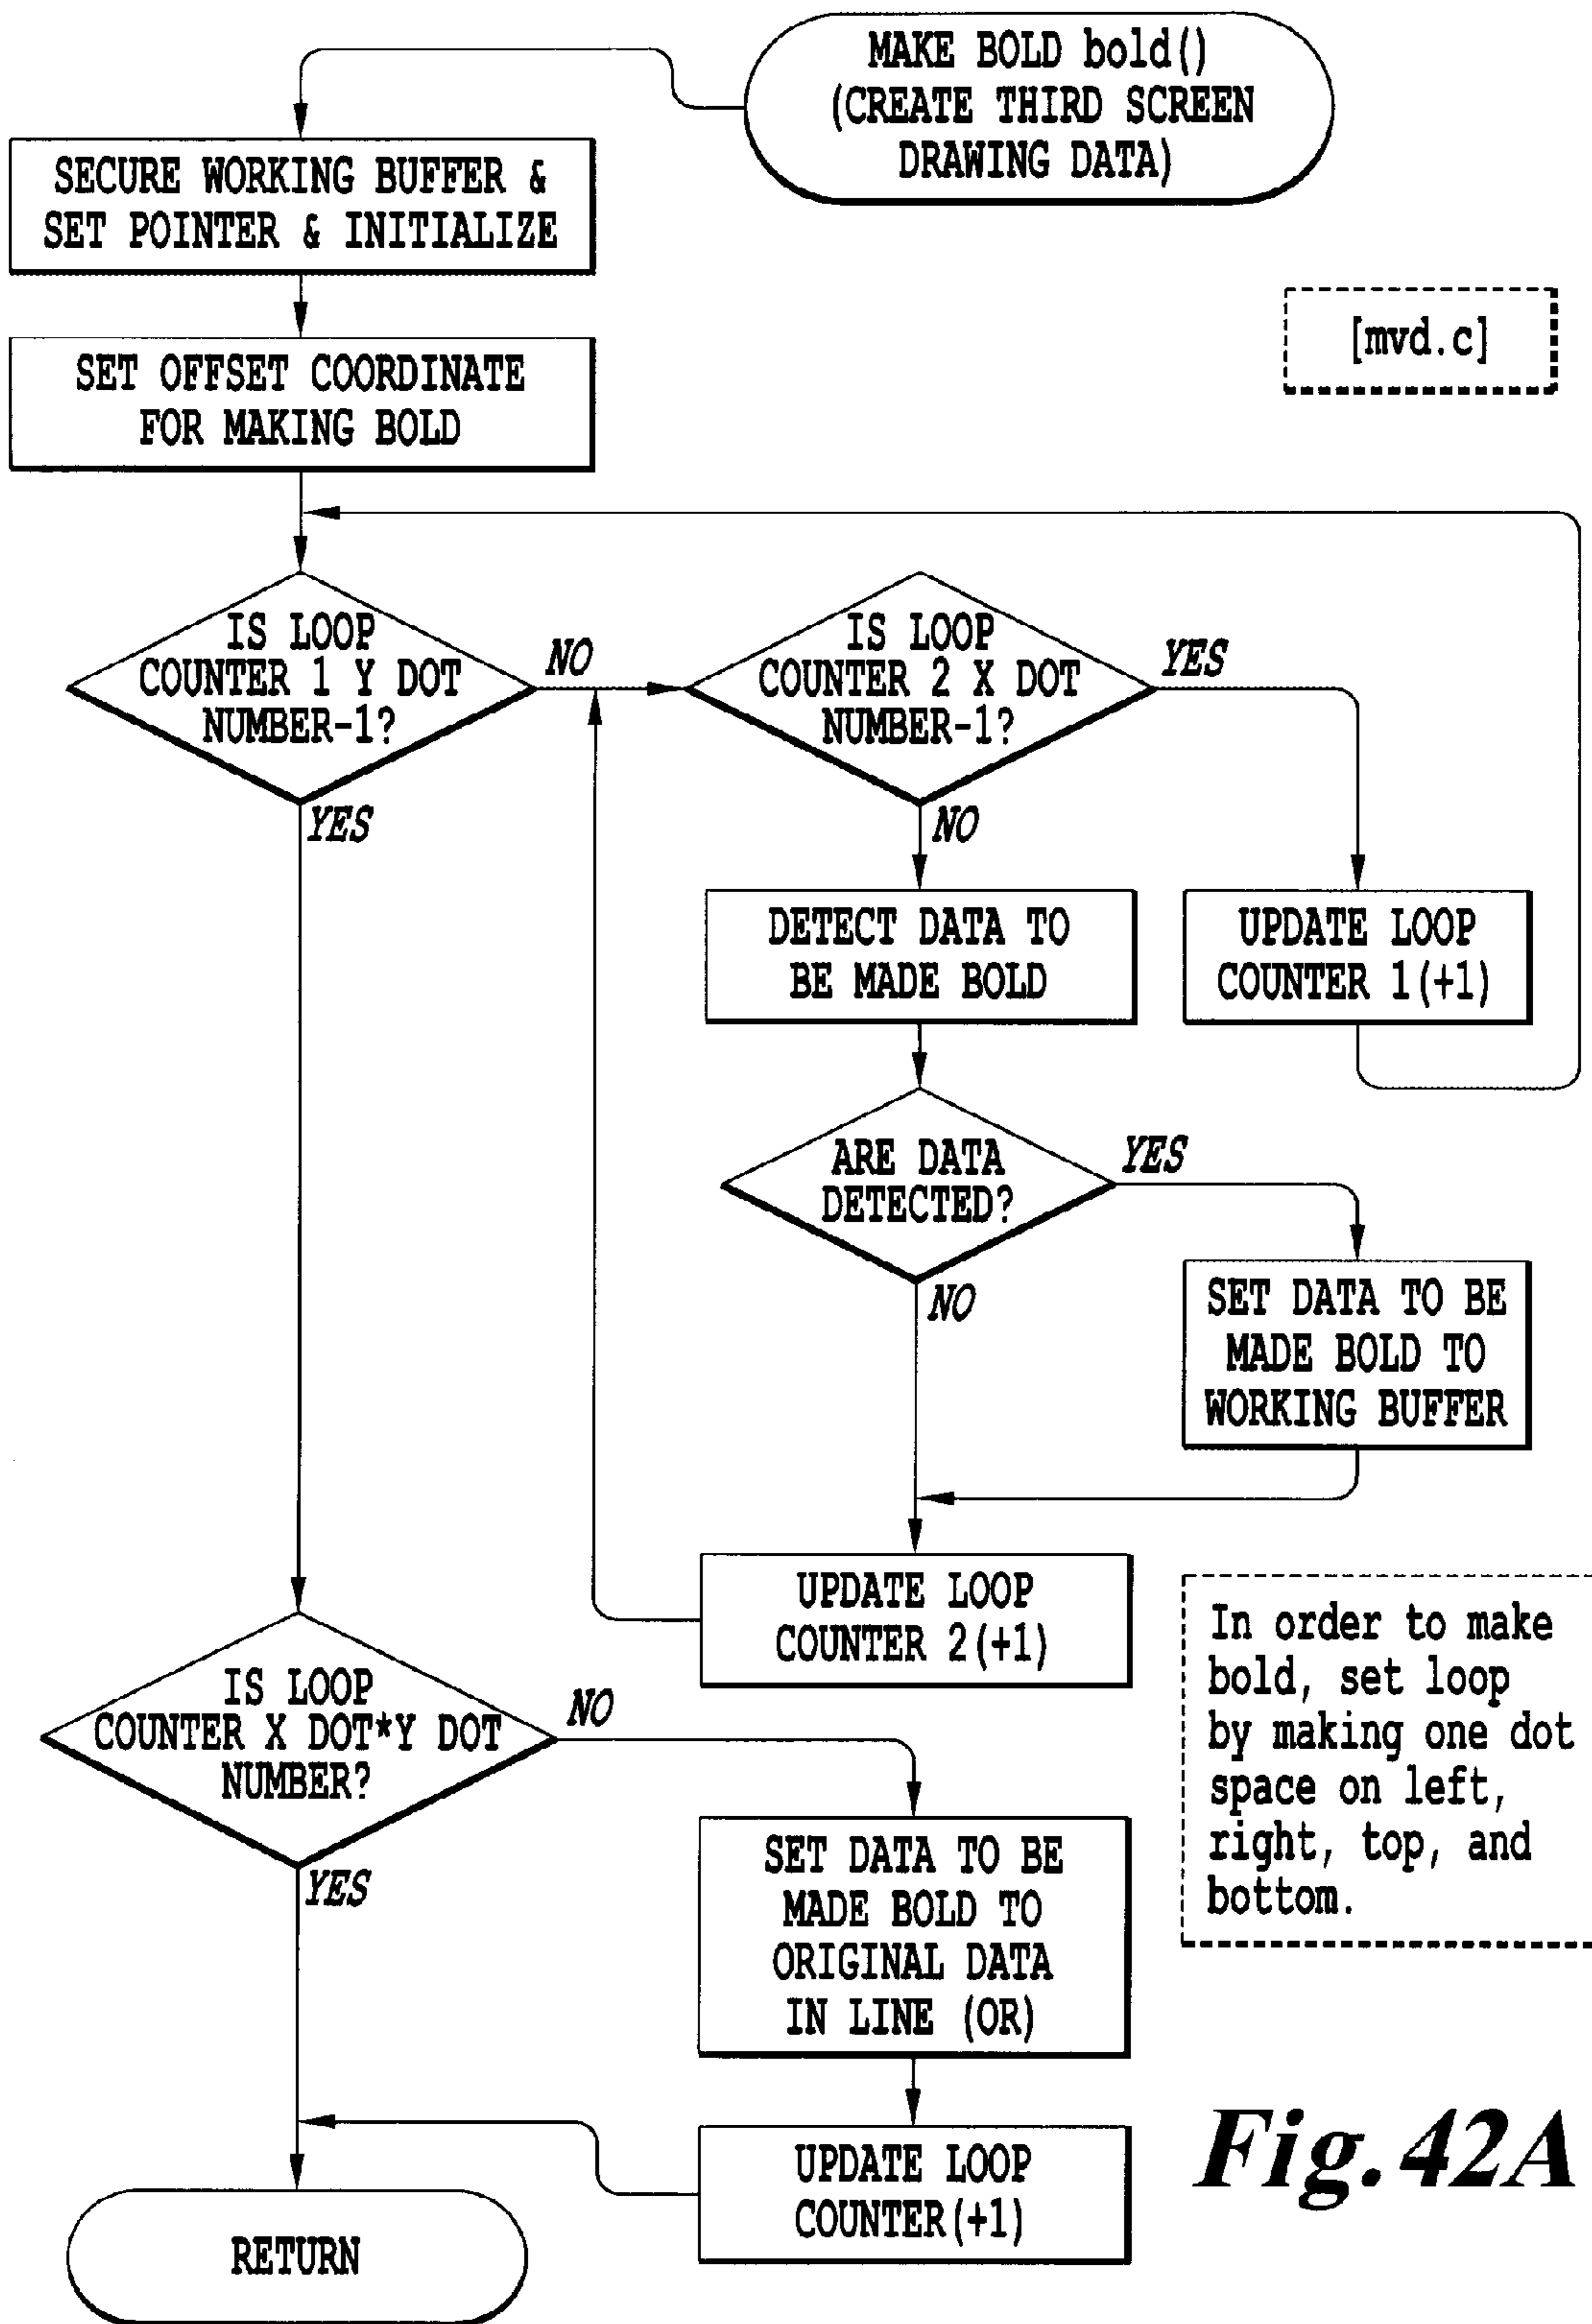 MAKE BOLD bold()
(CREATE THIRD SCREEN
DRAWING DATA)
SECURE WORKING BUFFER &
SET POINTER & INITIALIZE
[mvd.c]
SET OFFSET COORDINATE
FOR MAKING BOLD
IS LOOP
COUNTER 1 Y DOT
NUMBER-1?
NO
YES
IS LOOP
COUNTER 2 X DOT
NUMBER-1?
YES
NO
DETECT DATA TO
BE MADE BOLD
UPDATE LOOP
COUNTER 1(+1)
ARE DATA
DETECTED?
YES
NO
SET DATA TO BE
MADE BOLD TO
WORKING BUFFER
UPDATE LOOP
COUNTER 2(+1)
In order to make
bold, set loop
by making one dot
space on left,
right, top, and
bottom.
IS LOOP
COUNTER X DOT*Y DOT
NUMBER?
NO
YES
SET DATA TO BE
MADE BOLD TO
ORIGINAL DATA
IN LINE (OR)
UPDATE LOOP
COUNTER(+1)
RETURN
Fig. 42A